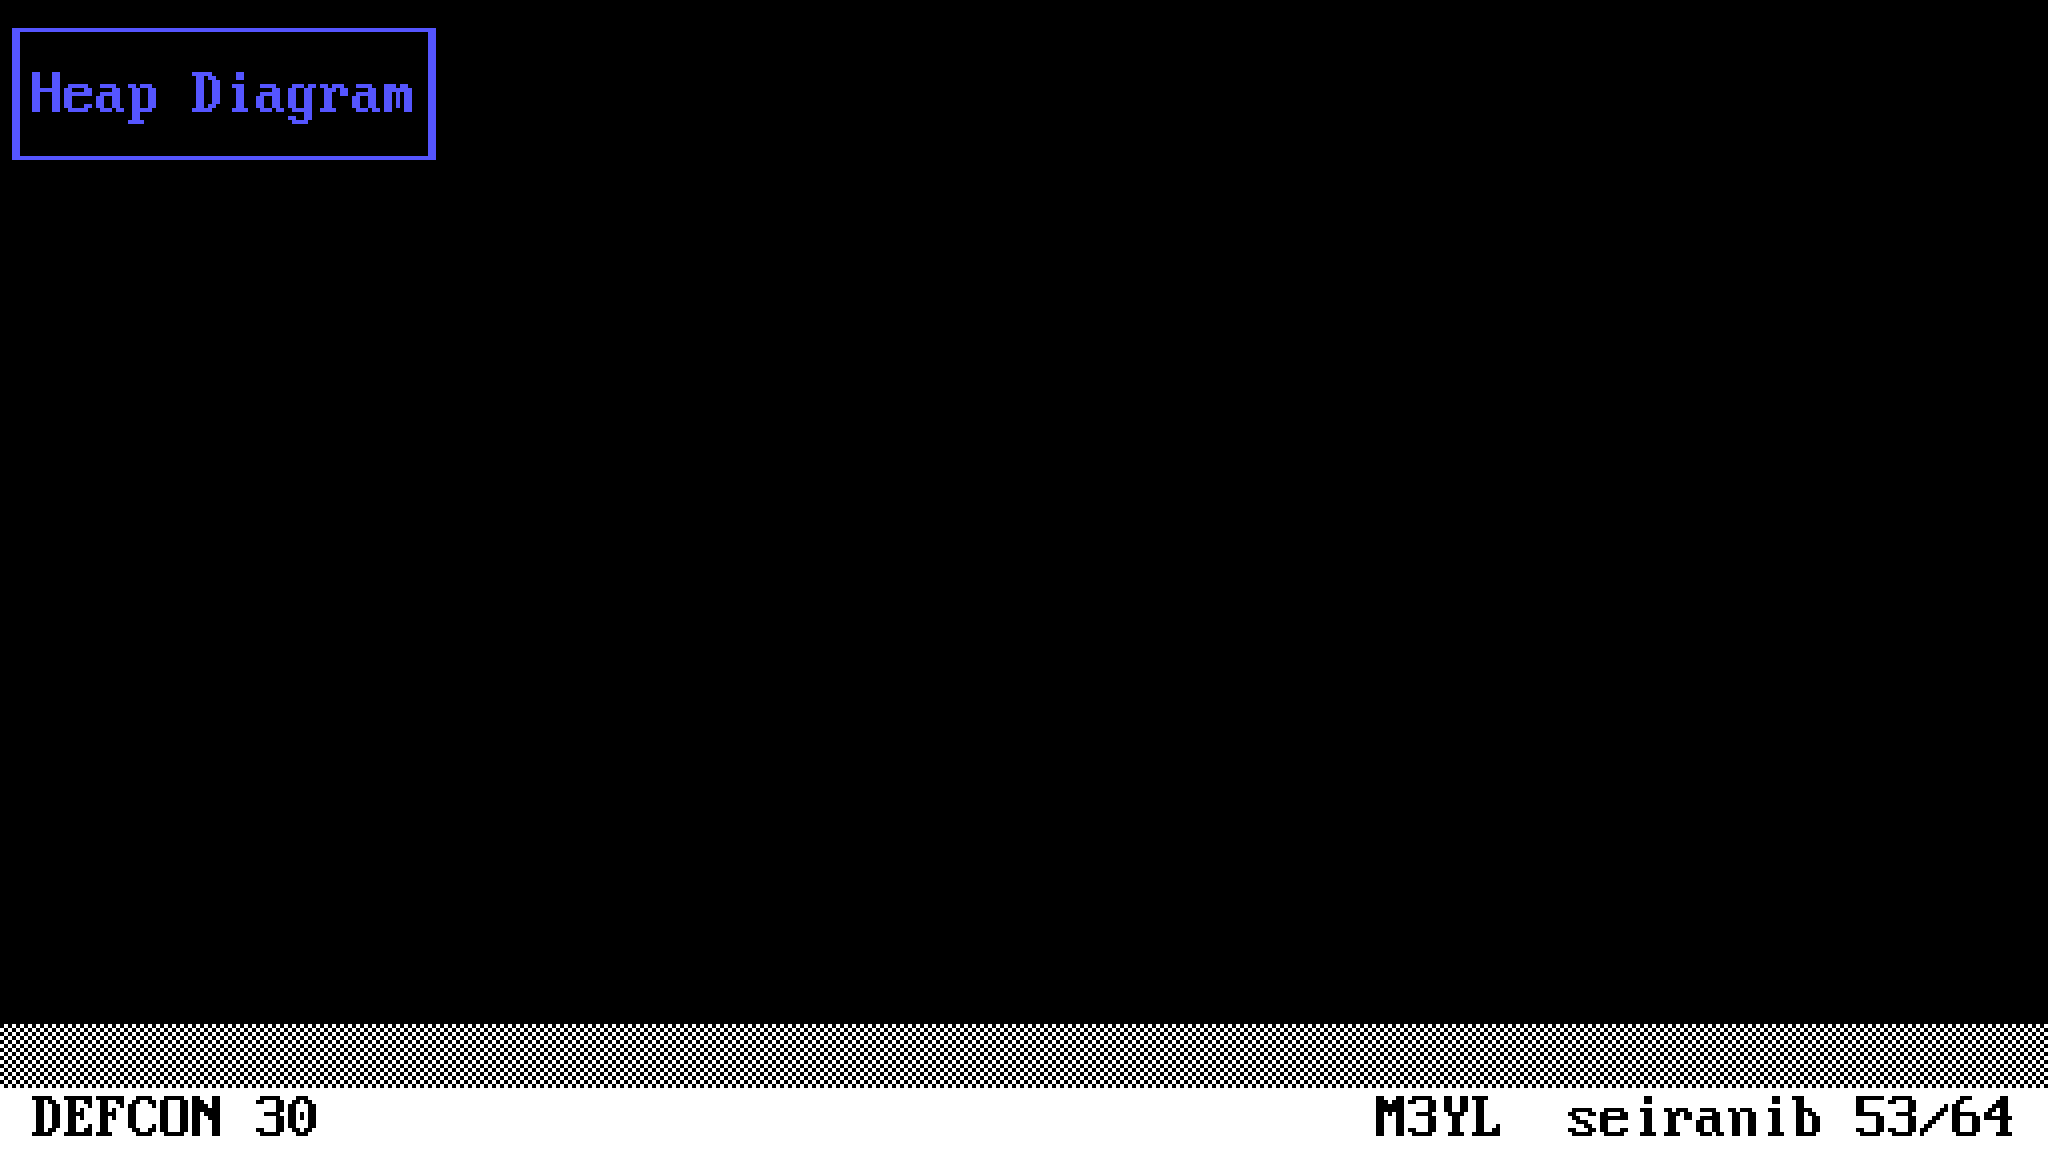 Heap Diagram
DEFCON 30 M3YL seiranib 53/64